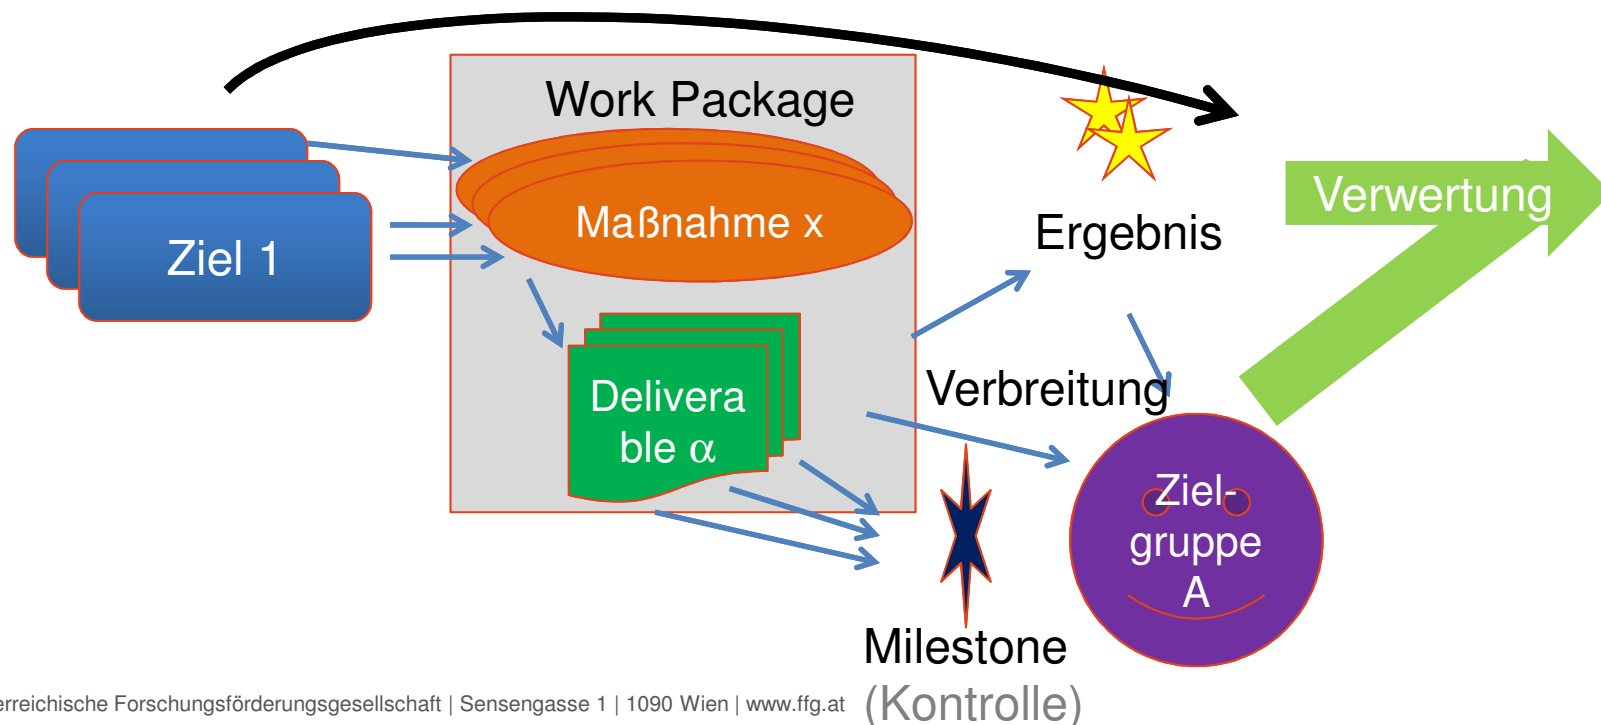 Work Package
Maßnahme x
Verwertung
Ergebnis
Ziel 1
Delivera
ble α
Verbreitung
Ziel-
gruppe
A
Milestone
(Kontrolle)
erreichische Forschungsförderungsgesellschaft | Sensengasse 1 | 1090 Wien | www.ffg.at